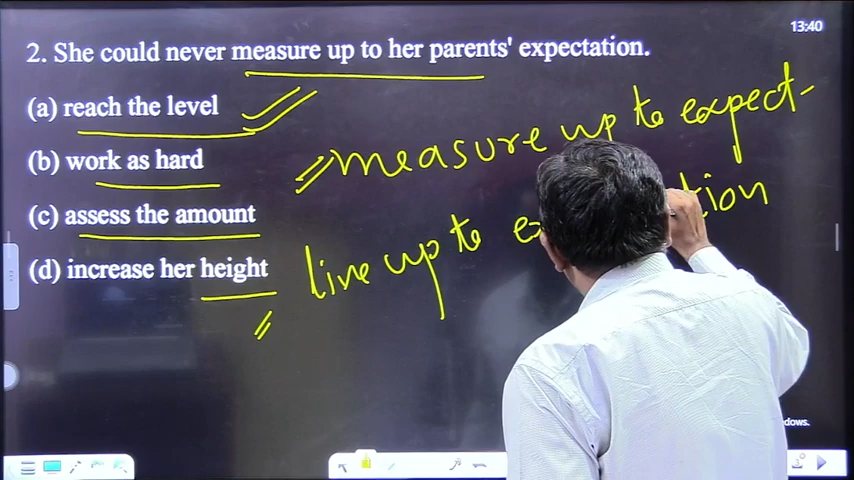 13:40
2. She could never measure up to her parents' expectation.
(a) reach the level
(b) work as hard
(c) assess the amount
(d) increase her height
measure up to expect-
live up to tion
dows.